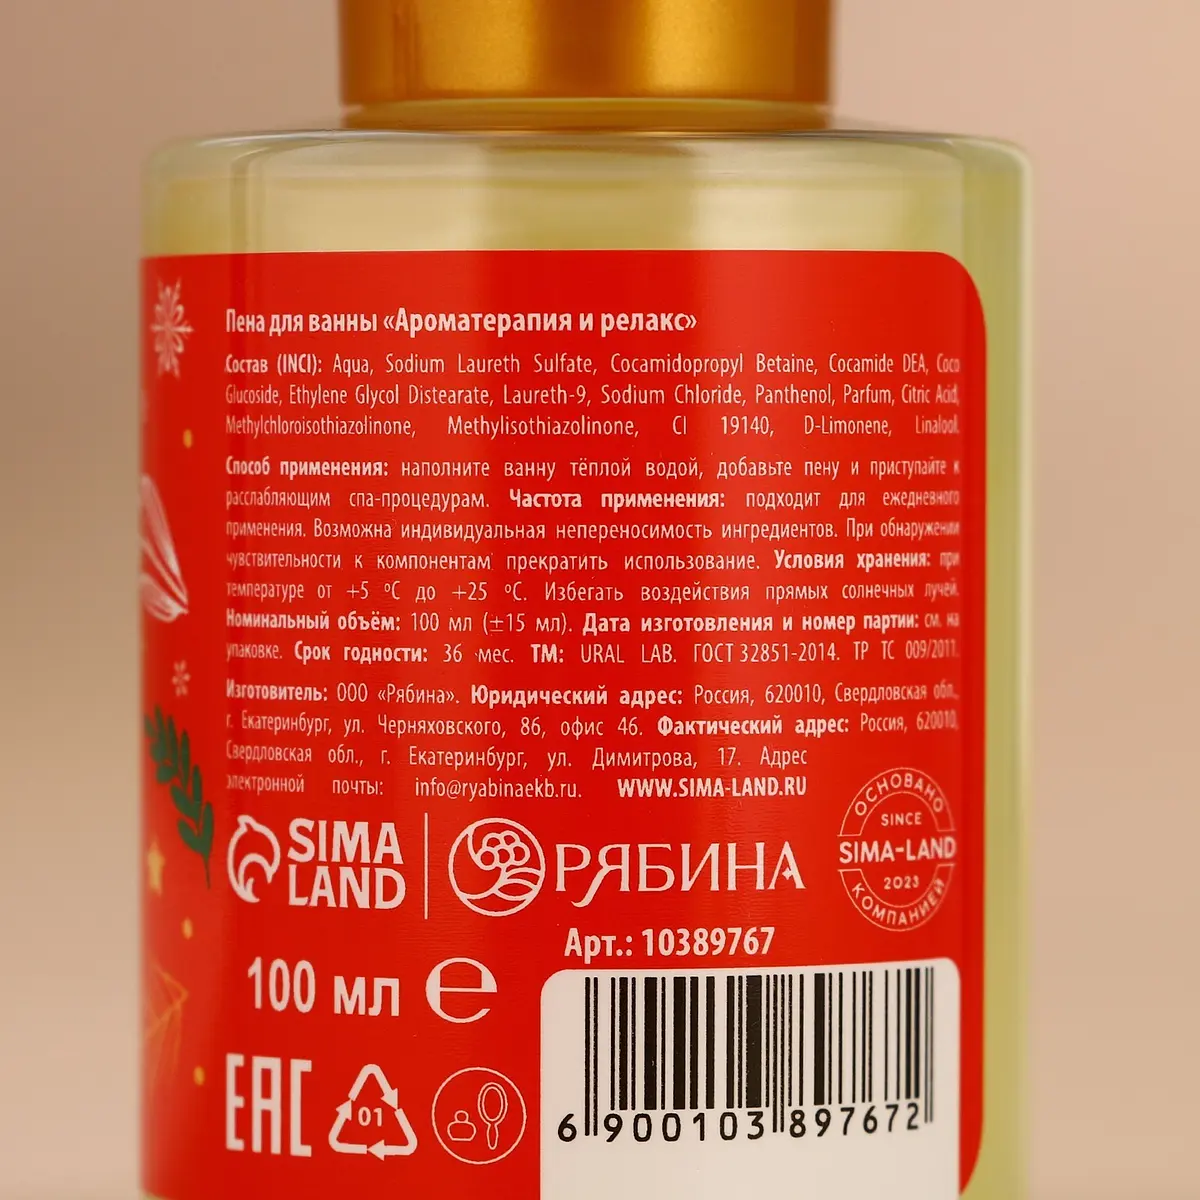 Пена для ванны «Ароматерапия и релакс»
Состав (INCI): Aqua, Sodium Laureth Sulfate, Cocamidopropyl Betaine, Cocamide DEA, Coco
Glucoside, Ethylene Glycol Distearate, Laureth-9, Sodium Chloride, Panthenol, Parfum, Citric Acid,
Methylchloroisothiazolinone, Methylisothiazolinone, CI 19140, D-Limonene, Linalool.
Способ применения: наполните ванну тёплой водой, добавьте пену и приступайте к
расслабляющим спа-процедурам. Частота применения: подходит для ежедневного
применения. Возможна индивидуальная непереносимость ингредиентов. При обнаружении
чувствительности к компонентам прекратить использование. Условия хранения: при
температуре от +5 °C до +25 °C. Избегать воздействия прямых солнечных лучей.
Номинальный объём: 100 мл (±15 мл). Дата изготовления и номер партии: см. на
упаковке. Срок годности: 36 мес. ТМ: URAL LAB. ГОСТ 32851-2014. ТР ТС 009/2011.
Изготовитель: ООО «Рябина». Юридический адрес: Россия, 620010, Свердловская обл.,
г. Екатеринбург, ул. Черняховского, 86, офис 46. Фактический адрес: Россия, 620010,
Свердловская обл., г. Екатеринбург, ул. Димитрова, 17. Адрес
электронной почты: info@ryabinaekb.ru. WWW.SIMA-LAND.RU
SIMA
LAND
РЯБИНА
ОСНОВАНО
SINCE
SIMA-LAND
2023
КОМПАНИЕЙ
Арт.: 10389767
100 мл e
EAC
01
6 900103 897672